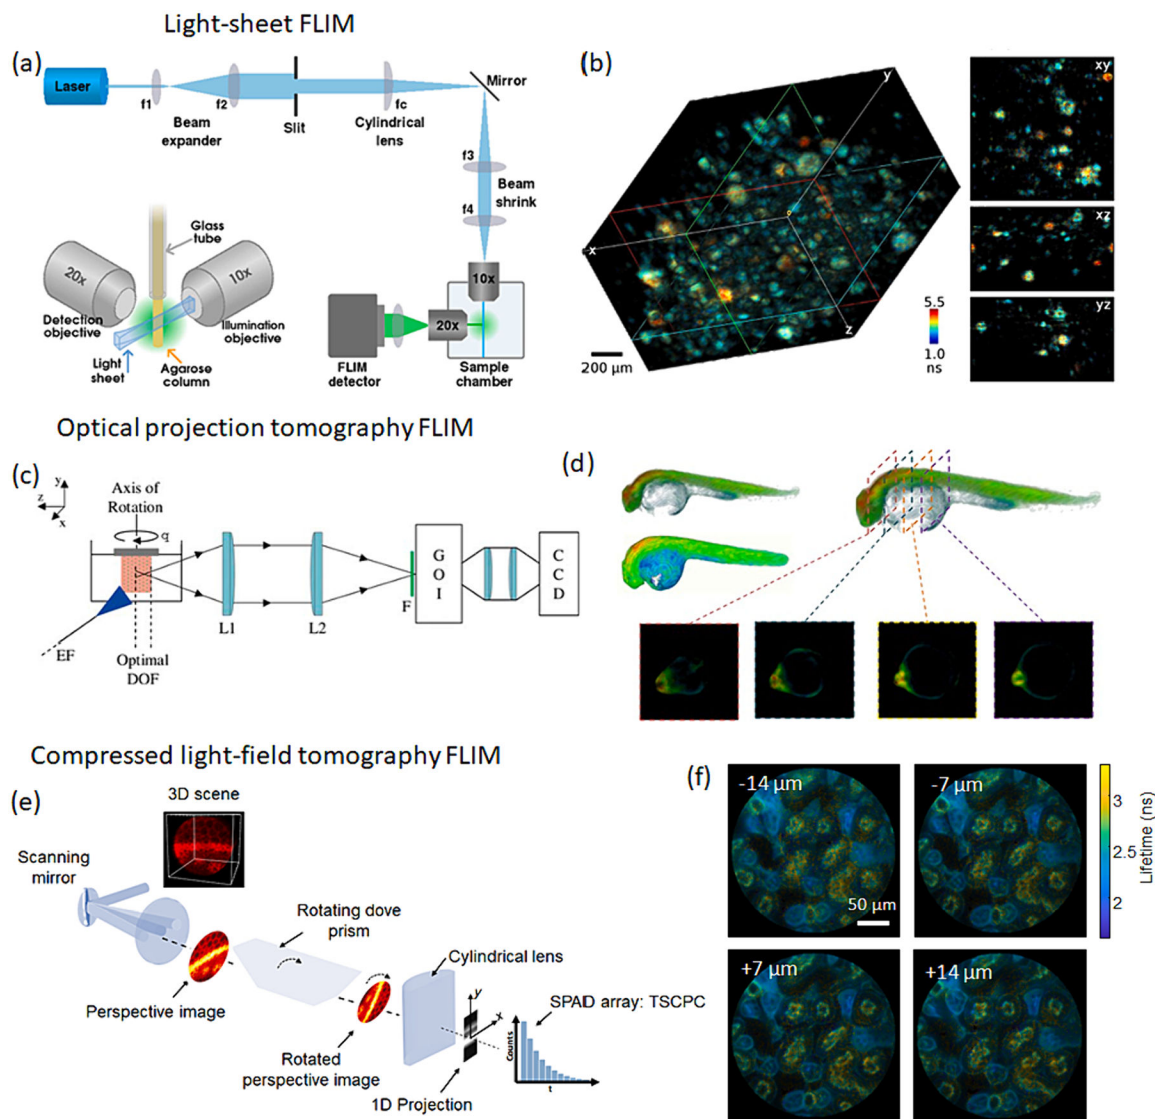 Light-sheet FLIM
(a)
Laser
f1
f2
Beam
expander
Slit
fc
Cylindrical
lens
Mirror
f3
Beam
shrink
f4
10x
20x
FLIM
detector
Sample
chamber
Glass
tube
20x
10x
Detection
objective
Illumination
objective
Light
sheet
Agarose
column
(b)
y
x
z
200 µm
5.5
1.0
ns
xy
xz
yz
Optical projection tomography FLIM
(c)
y
z
x
Axis of
Rotation
q
L1
L2
F
G
O
I
C
C
D
EF
Optimal
DOF
(d)
Compressed light-field tomography FLIM
(e)
3D scene
Scanning
mirror
Rotating dove
prism
Perspective image
Rotated
perspective image
Cylindrical lens
y
x
SPAID array: TSCPC
Counts
t
1D Projection
(f)
-14 µm
-7 µm
50 µm
+7 µm
+14 µm
3
2.5
2
Lifetime (ns)